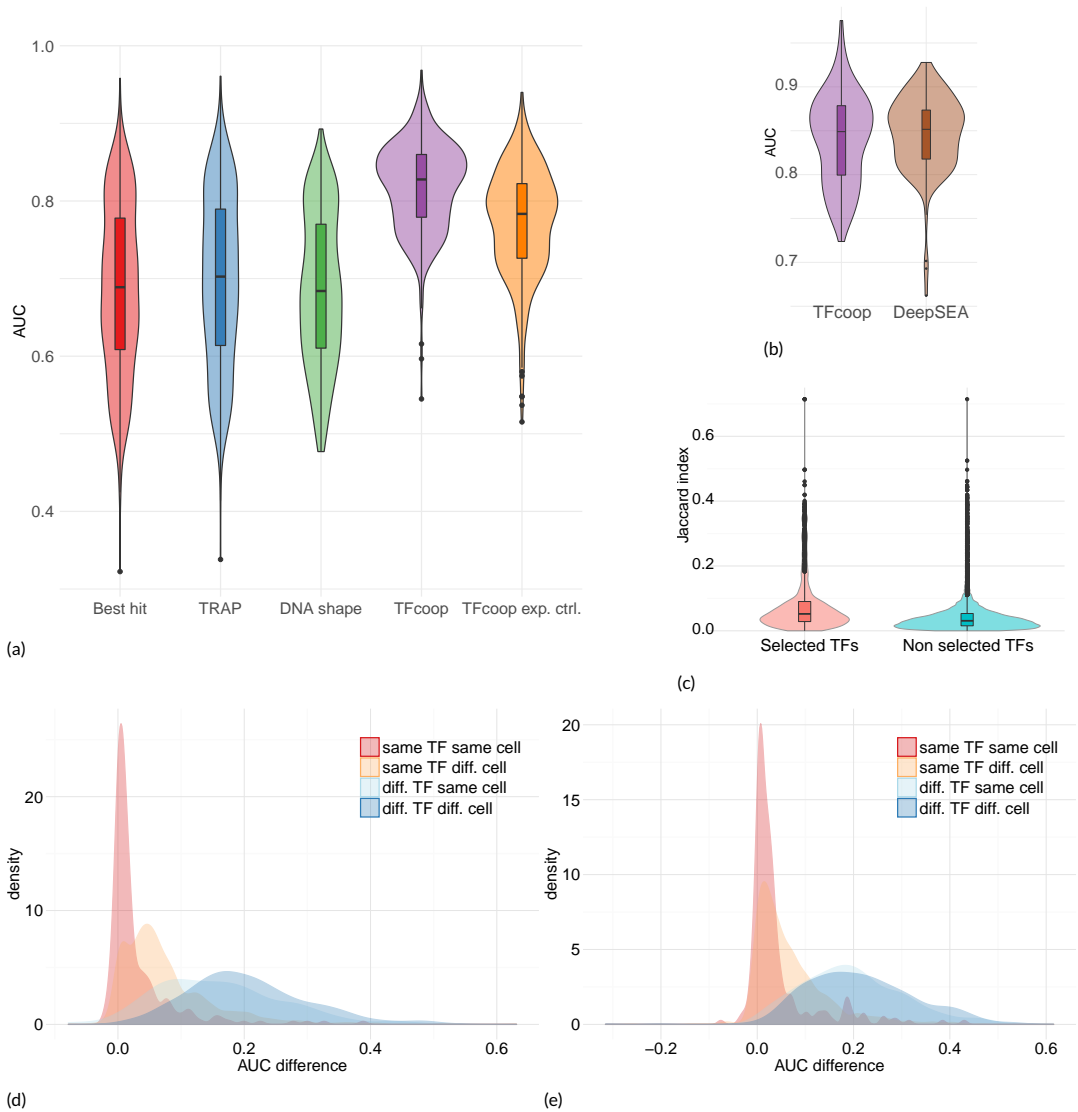 1.0
0.8
0.6
0.4
AUC
Best hit
TRAP
DNA shape
TFcoop
TFcoop exp. ctrl.
(a)
0.9
0.8
0.7
AUC
TFcoop
DeepSEA
(b)
0.6
0.4
0.2
0.0
Jaccard index
Selected TFs
Non selected TFs
(c)
same TF same cell
same TF diff. cell
diff. TF same cell
diff. TF diff. cell
20
10
0
density
0.0
0.2
0.4
0.6
AUC difference
(d)
same TF same cell
same TF diff. cell
diff. TF same cell
diff. TF diff. cell
20
15
10
5
0
density
−0.2
0.0
0.2
0.4
0.6
AUC difference
(e)